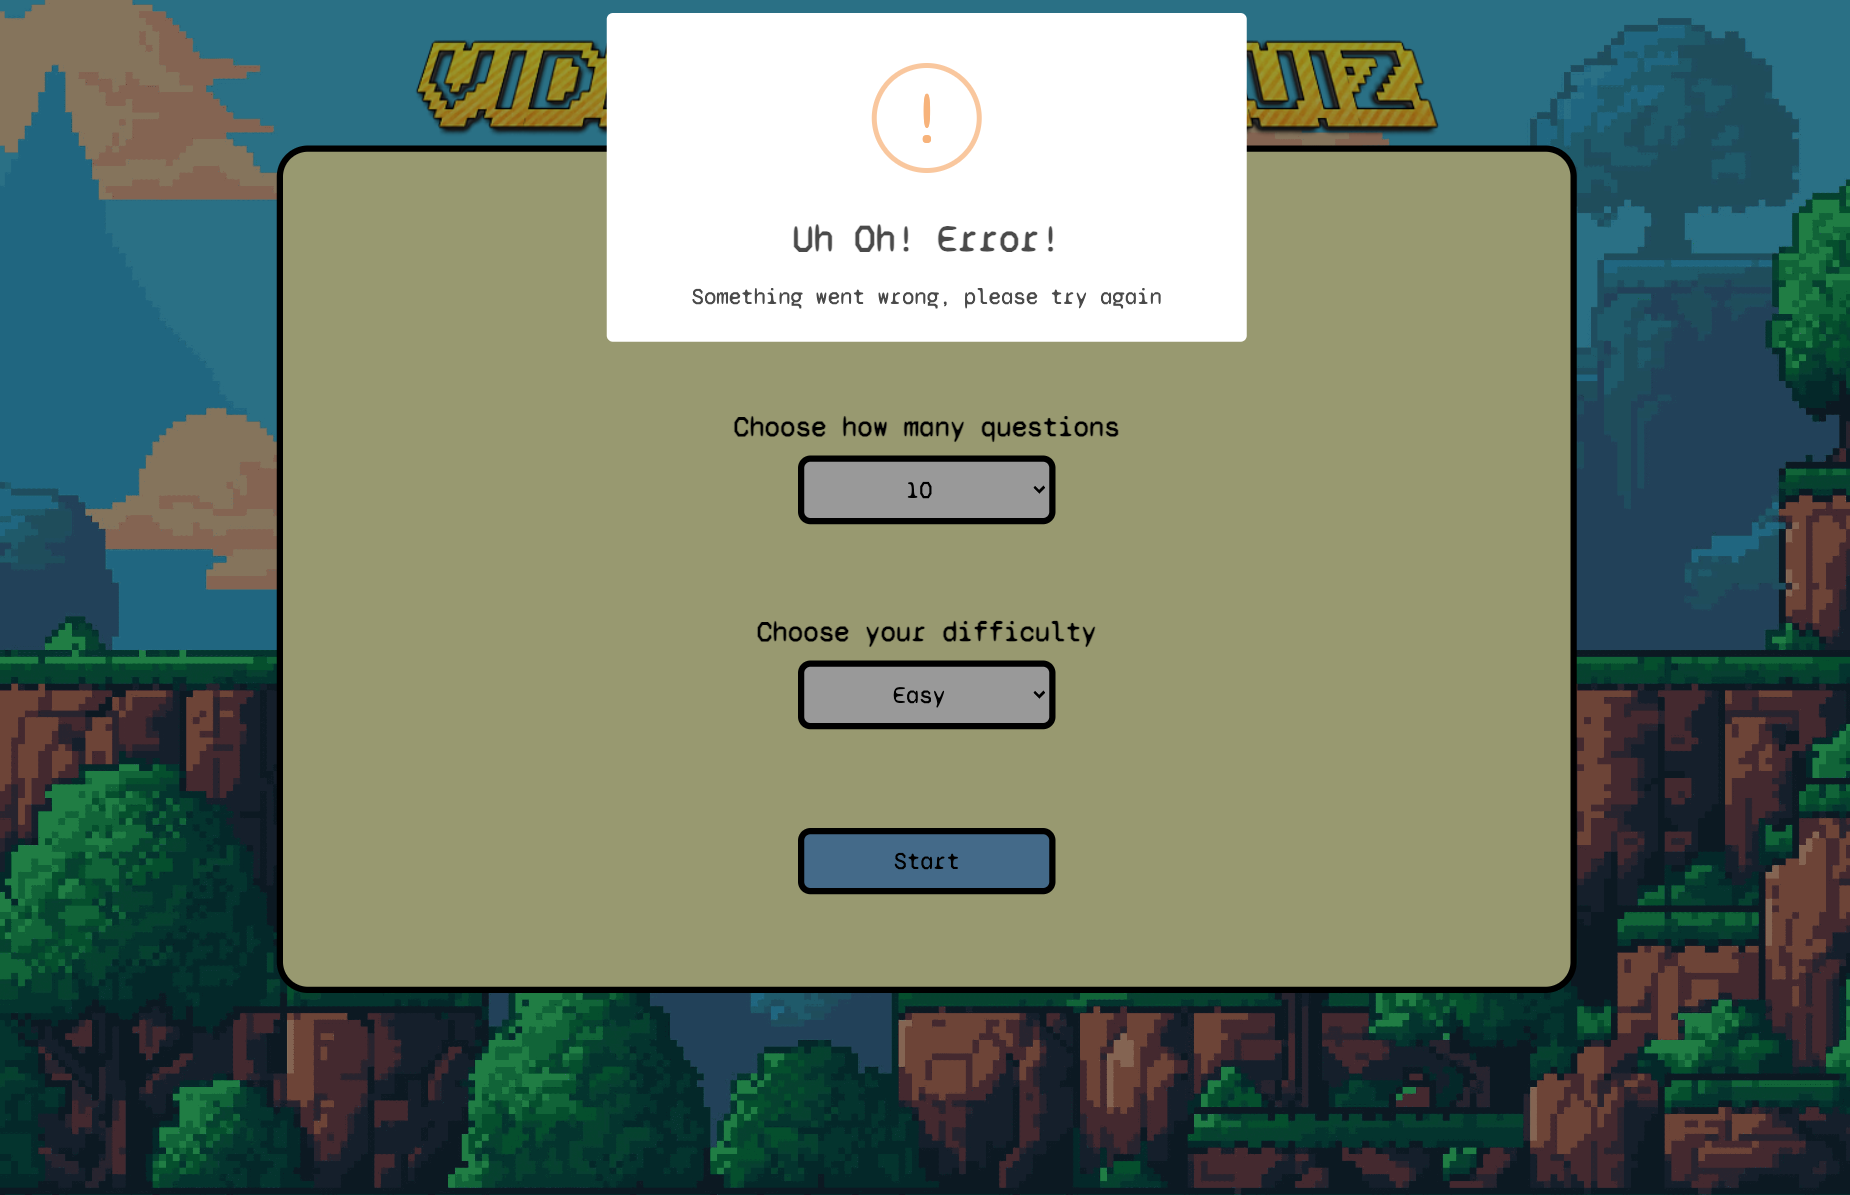 !
Uh Oh! Error!
Something went wrong, please try again
Choose how many questions
10
Choose your difficulty
Easy
Start